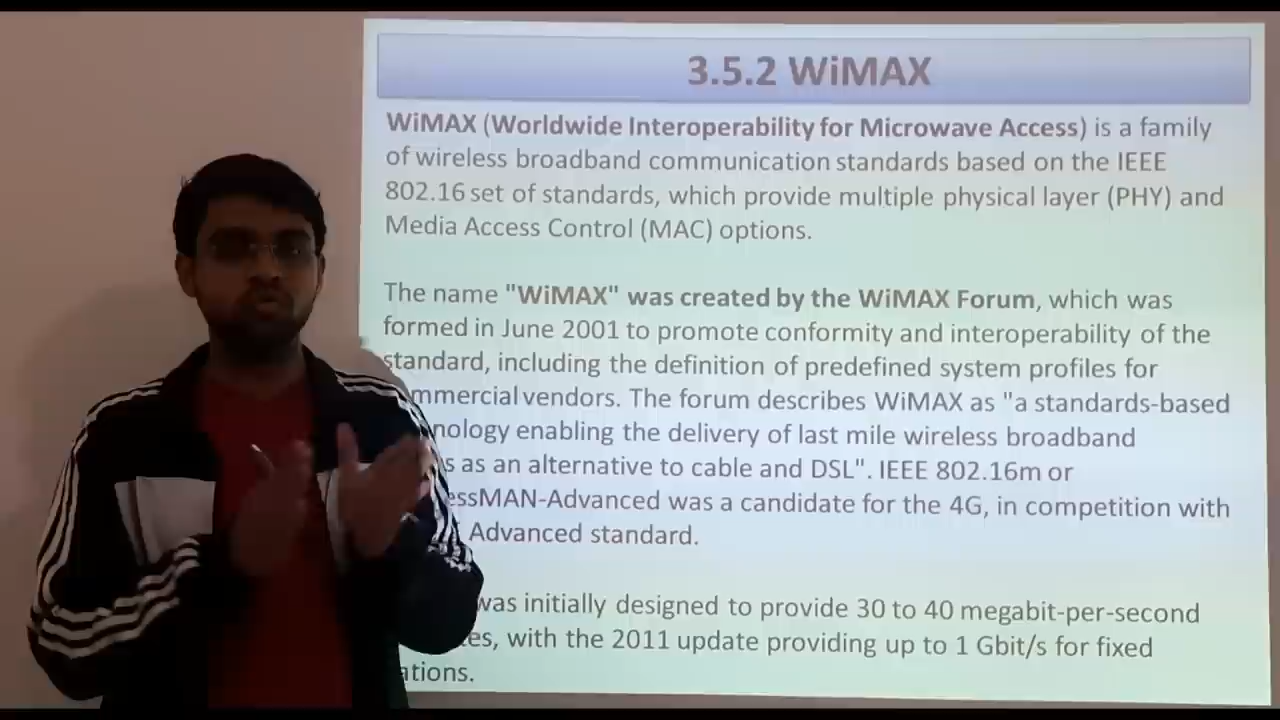 3.5.2 WiMAX
WiMAX (Worldwide Interoperability for Microwave Access) is a family
of wireless broadband communication standards based on the IEEE
802.16 set of standards, which provide multiple physical layer (PHY) and
Media Access Control (MAC) options.
The name "WiMAX" was created by the WiMAX Forum, which was
formed in June 2001 to promote conformity and interoperability of the
standard, including the definition of predefined system profiles for
mmercial vendors. The forum describes WiMAX as "a standards-based
nology enabling the delivery of last mile wireless broadband
s as an alternative to cable and DSL". IEEE 802.16m or
essMAN-Advanced was a candidate for the 4G, in competition with
Advanced standard.
was initially designed to provide 30 to 40 megabit-per-second
es, with the 2011 update providing up to 1 Gbit/s for fixed
ations.